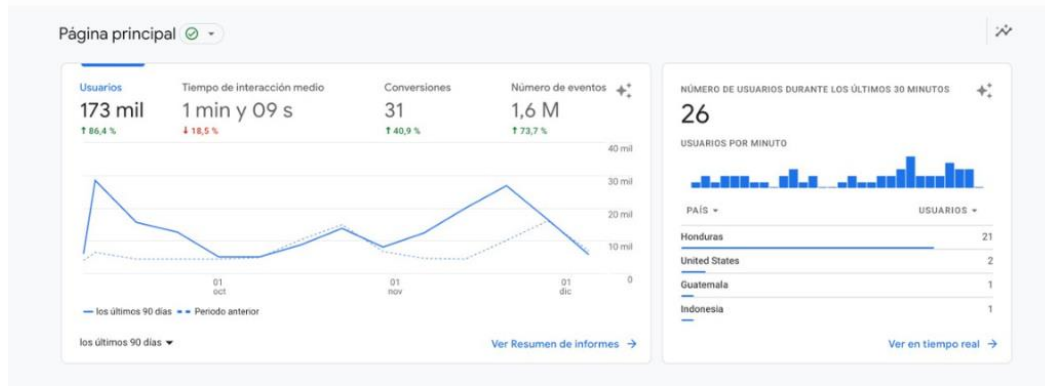 Página principal
Usuarios
173 mil
↑ 86,4 %
Tiempo de interacción medio
1 min y 09 s
↓ 18,5 %
Conversiones
31
↑ 40,9 %
Número de eventos
1,6 M
↑ 73,7 %
40 mil
30 mil
20 mil
10 mil
0
01
oct
01
nov
01
dic
los últimos 90 días
Periodo anterior
los últimos 90 días
Ver Resumen de informes →
NÚMERO DE USUARIOS DURANTE LOS ÚLTIMOS 30 MINUTOS
26
USUARIOS POR MINUTO
PAÍS USUARIOS
Honduras 21
United States 2
Guatemala 1
Indonesia 1
Ver en tiempo real →